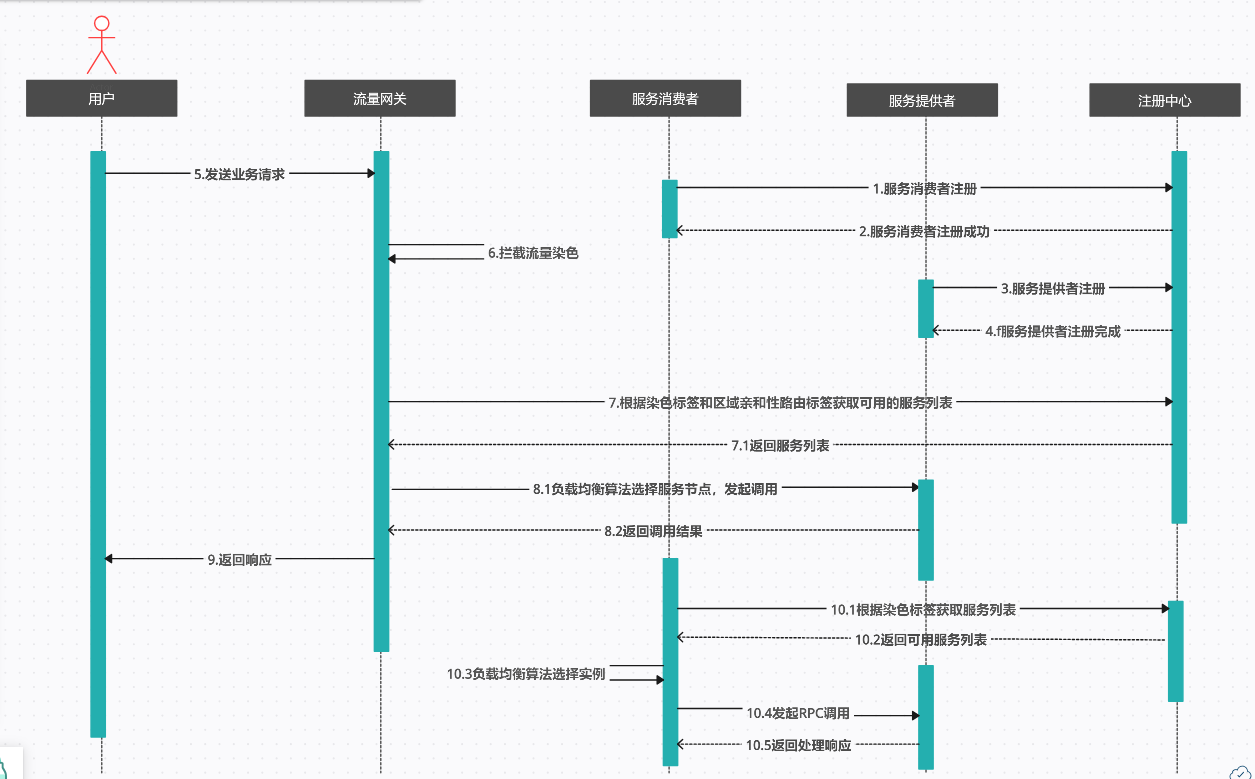 用户
流量网关
服务消费者
服务提供者
注册中心
5.发送业务请求
1.服务消费者注册
2.服务消费者注册成功
6.拦截流量染色
3.服务提供者注册
4.f服务提供者注册完成
7.根据染色标签和区域亲和性路由标签获取可用的服务列表
7.1返回服务列表
8.1负载均衡算法选择服务节点，发起调用
8.2返回调用结果
9.返回响应
10.1根据染色标签获取服务列表
10.2返回可用服务列表
10.3负载均衡算法选择实例
10.4发起RPC调用
10.5返回处理响应